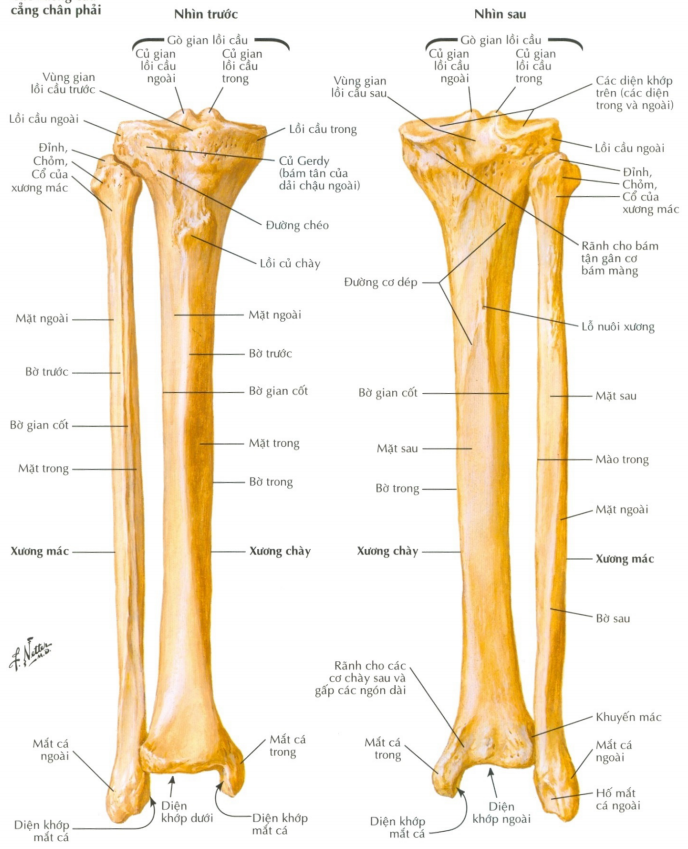 cẳng chân phải
Nhìn trước
Gò gian lồi cầu
Củ gian
lồi cầu
ngoài
Củ gian
lồi cầu
trong
Vùng gian
lồi cầu trước
Lồi cầu ngoài
Đỉnh,
Chỏm,
Cổ của
xương mác
Lồi cầu trong
Củ Gerdy
(bám tân của
dải chậu ngoài)
Đường chéo
Lồi củ chày
Mặt ngoài
Bờ trước
Bờ gian cốt
Mặt trong
Xương mác
Mặt ngoài
Bờ trước
Bờ gian cốt
Mặt trong
Bờ trong
Xương chày
F. Netter
M.D.
Mắt cá
ngoài
Diện khớp
mắt cá
Diện
khớp dưới
Mắt cá
trong
Diện khớp
mắt cá
Nhìn sau
Gò gian lồi cầu
Củ gian
lồi cầu
ngoài
Củ gian
lồi cầu
trong
Vùng gian
lồi cầu sau
Các diện khớp
trên (các diện
trong và ngoài)
Lồi cầu ngoài
Đỉnh,
Chỏm,
Cổ của
xương mác
Rãnh cho bám
tận gân cơ
bám màng
Đường cơ dép
Lỗ nuôi xương
Bờ gian cốt
Mặt sau
Bờ trong
Xương chày
Mặt sau
Mào trong
Mặt ngoài
Xương mác
Bờ sau
Rãnh cho các
cơ chày sau và
gấp các ngón dài
Mắt cá
trong
Diện khớp
mắt cá
Diện
khớp ngoài
Khuyến mác
Mắt cá
ngoài
Hố mắt
cá ngoài